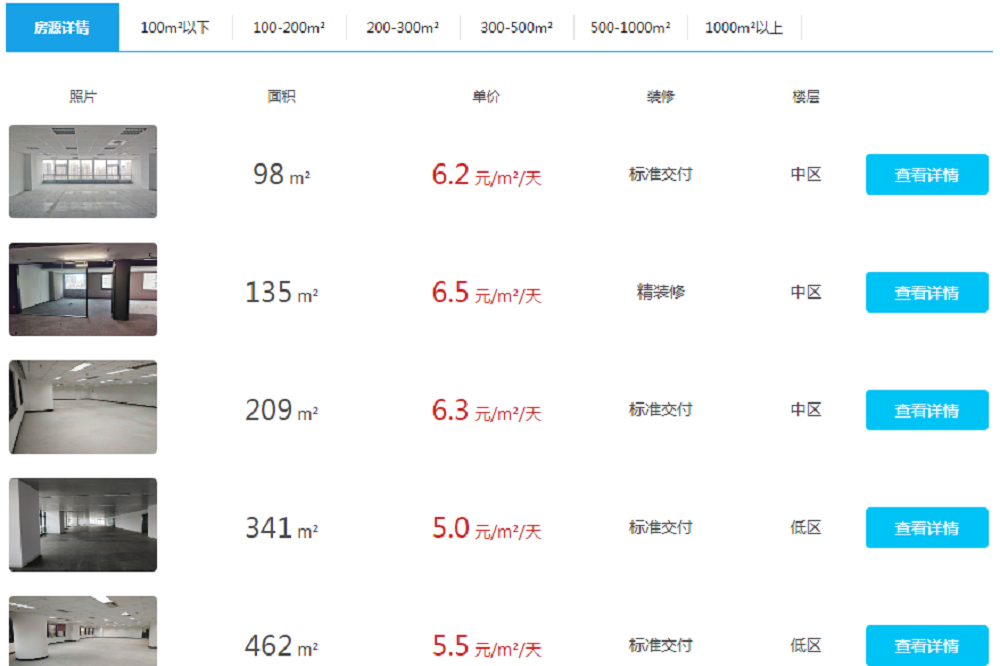 房源详情 100m²以下 100-200m² 200-300m² 300-500m² 500-1000m² 1000m²以上
照片 面积 单价 装修 楼层
98 m² 6.2 元/m²/天 标准交付 中区 查看详情
135 m² 6.5 元/m²/天 精装修 中区 查看详情
209 m² 6.3 元/m²/天 标准交付 中区 查看详情
341 m² 5.0 元/m²/天 标准交付 低区 查看详情
462 m² 5.5 元/m²/天 标准交付 低区 查看详情